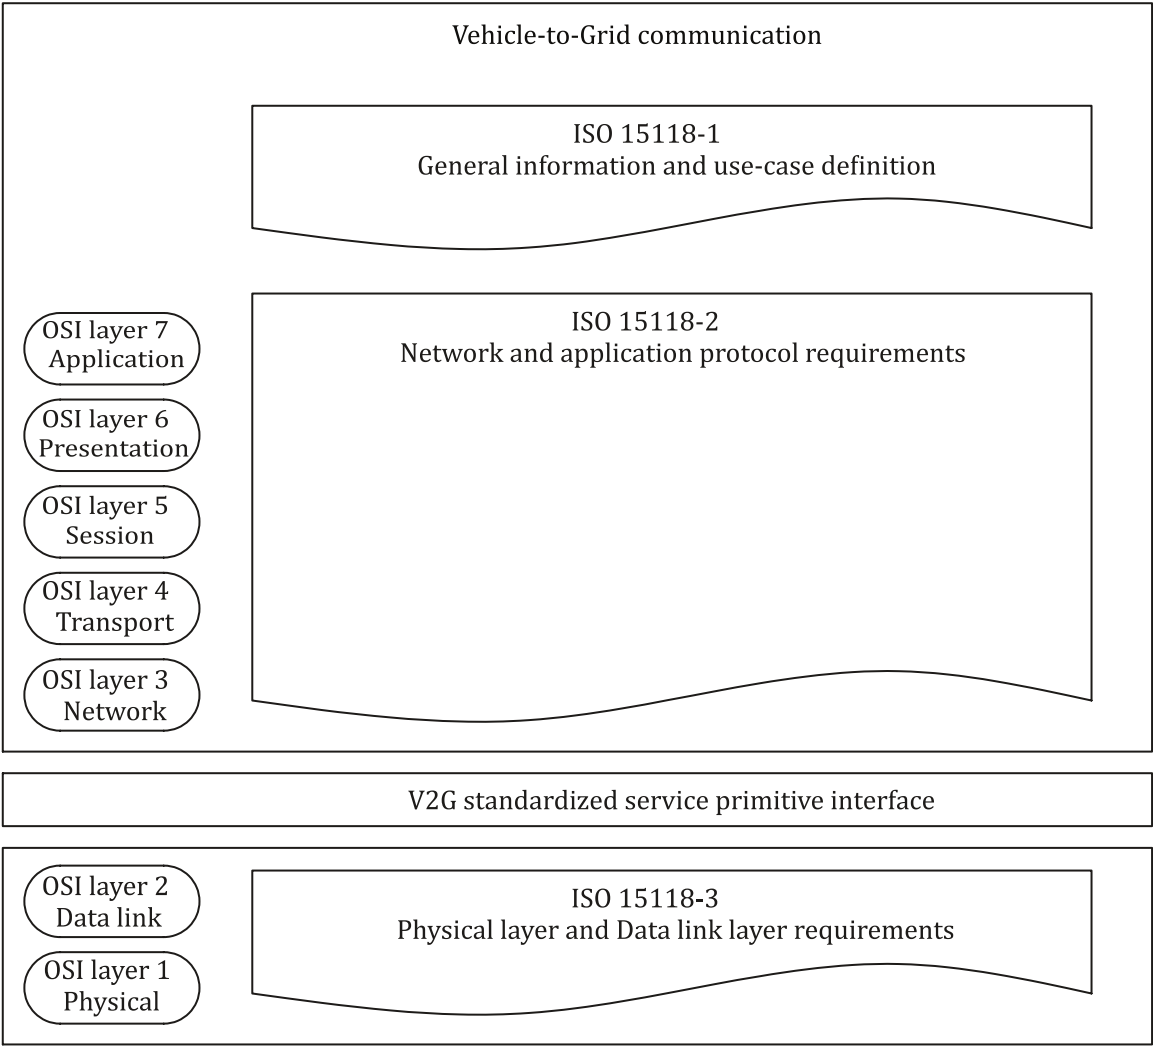 Vehicle-to-Grid communication
ISO 15118-1
General information and use-case definition
ISO 15118-2
Network and application protocol requirements
OSI layer 7
Application
OSI layer 6
Presentation
OSI layer 5
Session
OSI layer 4
Transport
OSI layer 3
Network
V2G standardized service primitive interface
OSI layer 2
Data link
ISO 15118-3
Physical layer and Data link layer requirements
OSI layer 1
Physical